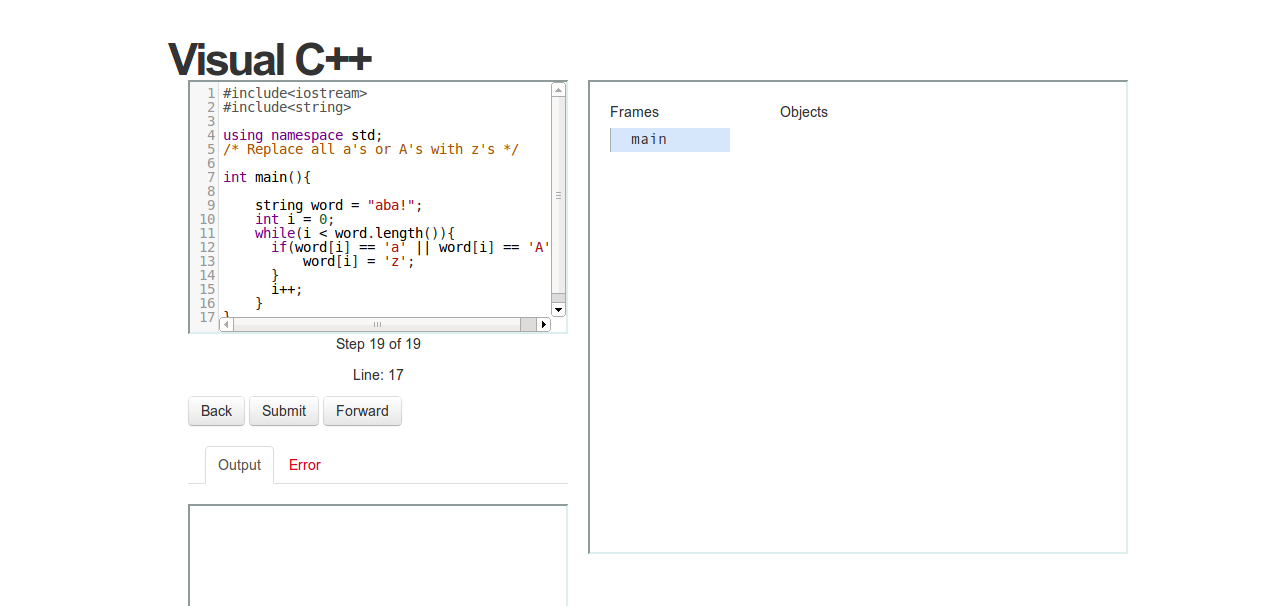 Visual C++
1 #include<iostream>
2 #include<string>
3
4 using namespace std;
5 /* Replace all a's or A's with z's */
6
7 int main(){
8
9 string word = "aba!";
10 int i = 0;
11 while(i < word.length()){
12 if(word[i] == 'a' || word[i] == 'A'
13 word[i] = 'z';
14 }
15 i++;
16 }
17 }
Step 19 of 19
Line: 17
Back Submit Forward
Output Error
Frames Objects
main